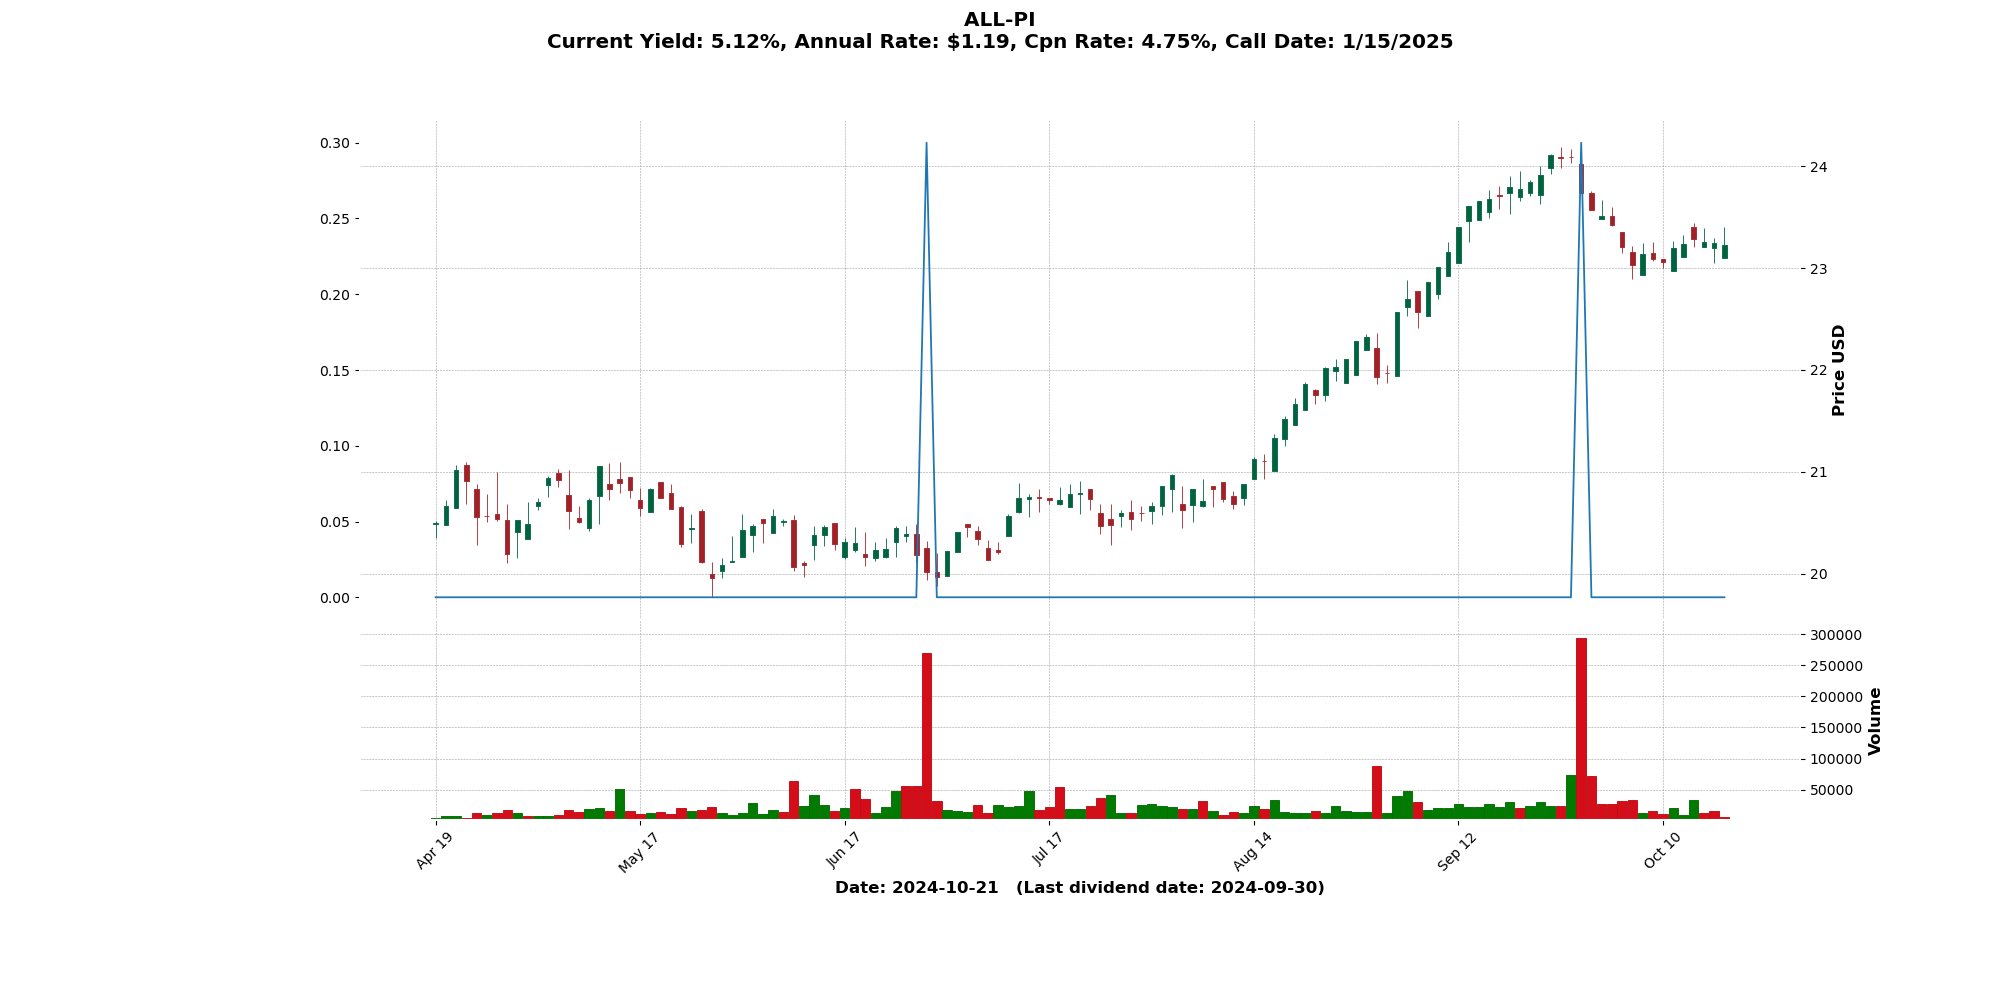 ALL-PI
Current Yield: 5.12%, Annual Rate: $1.19, Cpn Rate: 4.75%, Call Date: 1/15/2025
0.30
0.25
0.20
0.15
0.10
0.05
0.00
24
23
22
21
20
Price USD
300000
250000
200000
150000
100000
50000
Volume
Apr 19
May 17
Jun 17
Jul 17
Aug 14
Sep 12
Oct 10
Date: 2024-10-21 (Last dividend date: 2024-09-30)